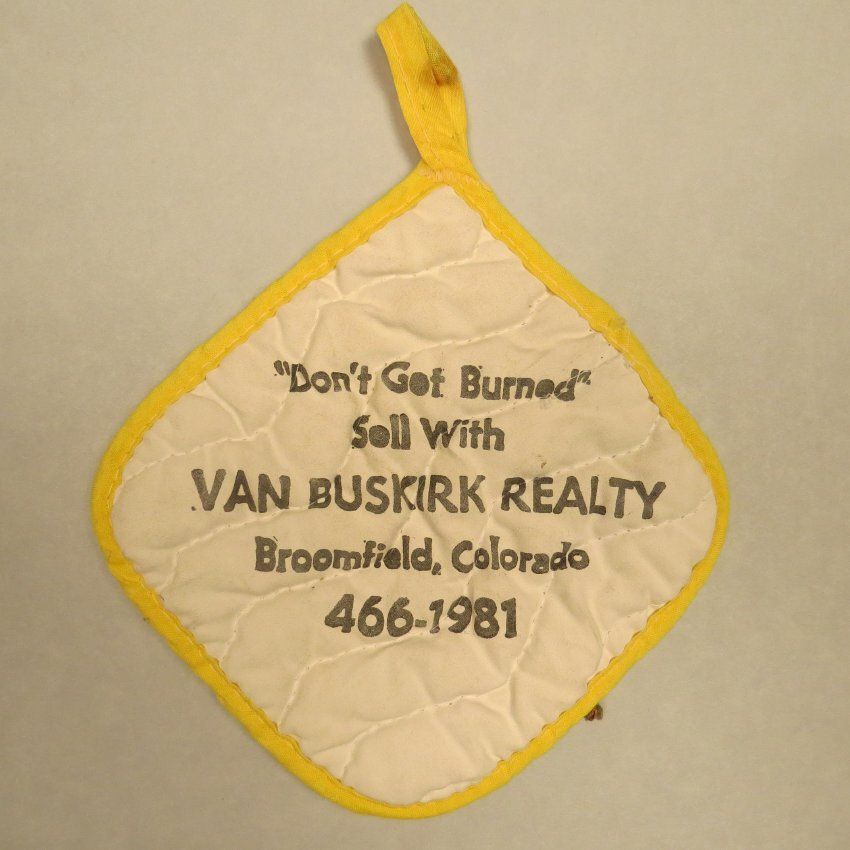 "Don't Get Burned"
Sell With
VAN BUSKIRK REALTY
Broomfield, Colorado
466-1981